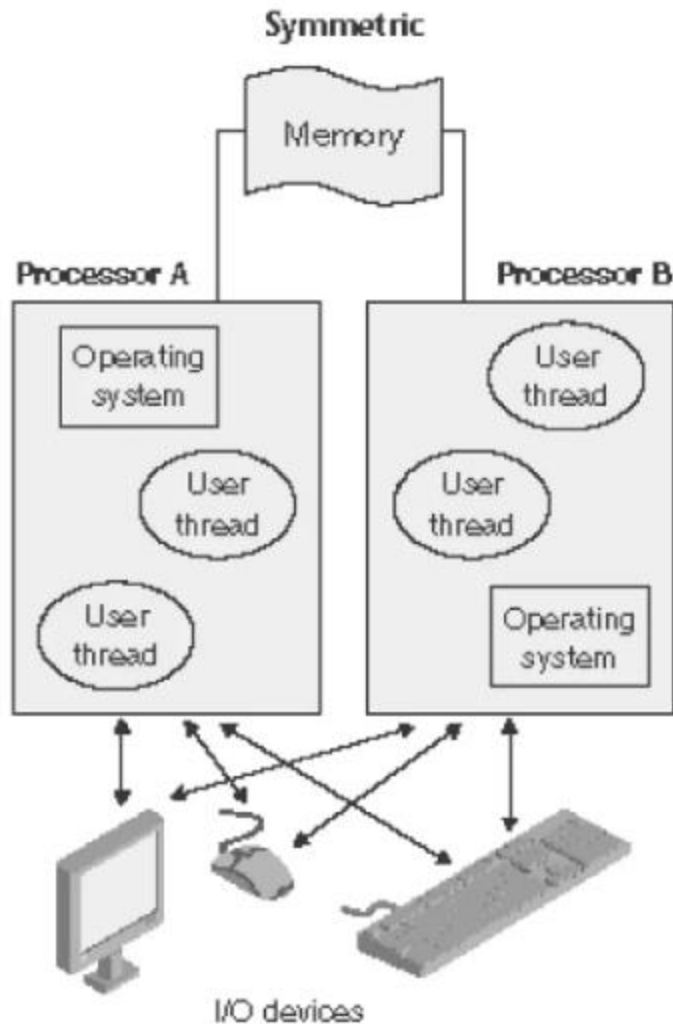 Symmetric
Memory
Processor A
Processor B
Operating
system
User
thread
User
thread
User
thread
User
thread
Operating
system
I/O devices